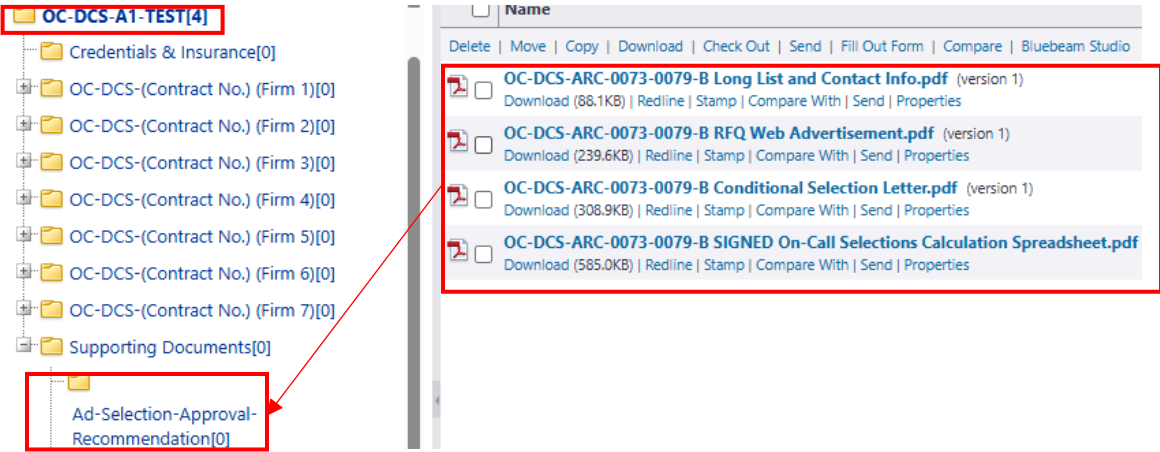 OC-DCS-A1-TEST[4]
Credentials & Insurance[0]
OC-DCS-(Contract No.) (Firm 1)[0]
OC-DCS-(Contract No.) (Firm 2)[0]
OC-DCS-(Contract No.) (Firm 3)[0]
OC-DCS-(Contract No.) (Firm 4)[0]
OC-DCS-(Contract No.) (Firm 5)[0]
OC-DCS-(Contract No.) (Firm 6)[0]
OC-DCS-(Contract No.) (Firm 7)[0]
Supporting Documents[0]
Ad-Selection-Approval-
Recommendation[0]
Name
Delete | Move | Copy | Download | Check Out | Send | Fill Out Form | Compare | Bluebeam Studio
OC-DCS-ARC-0073-0079-B Long List and Contact Info.pdf (version 1)
Download (88.1KB) | Redline | Stamp | Compare With | Send | Properties
OC-DCS-ARC-0073-0079-B RFQ Web Advertisement.pdf (version 1)
Download (239.6KB) | Redline | Stamp | Compare With | Send | Properties
OC-DCS-ARC-0073-0079-B Conditional Selection Letter.pdf (version 1)
Download (308.9KB) | Redline | Stamp | Compare With | Send | Properties
OC-DCS-ARC-0073-0079-B SIGNED On-Call Selections Calculation Spreadsheet.pdf
Download (585.0KB) | Redline | Stamp | Compare With | Send | Properties